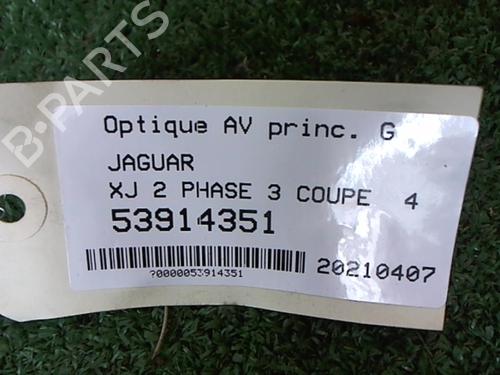 B-PARTS
Optique AV princ. G
JAGUAR
XJ 2 PHASE 3 COUPE 4
53914351
20210407
?0000053914351